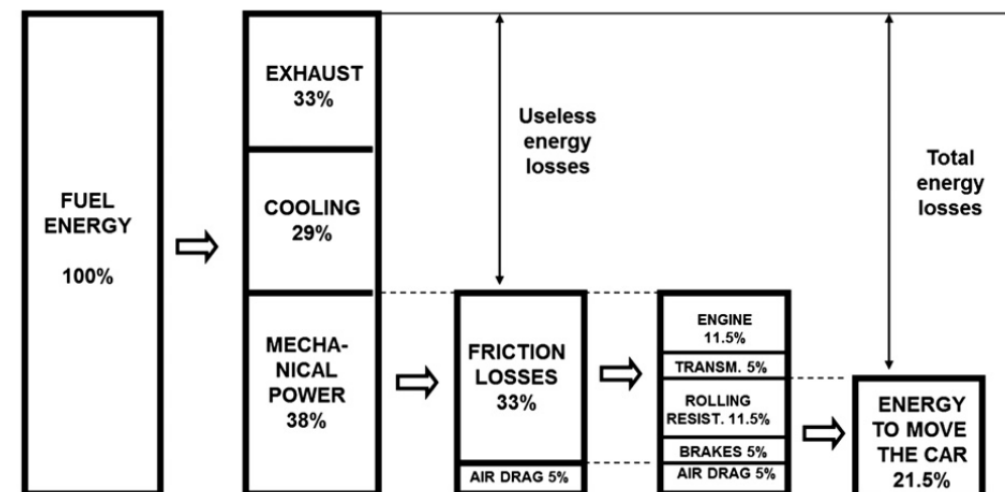 FUEL
ENERGY
100%
EXHAUST
33%
COOLING
29%
MECHA-
NICAL
POWER
38%
Useless
energy
losses
FRICTION
LOSSES
33%
AIR DRAG 5%
ENGINE
11.5%
TRANSM. 5%
ROLLING
RESIST. 11.5%
BRAKES 5%
AIR DRAG 5%
Total
energy
losses
ENERGY
TO MOVE
THE CAR
21.5%